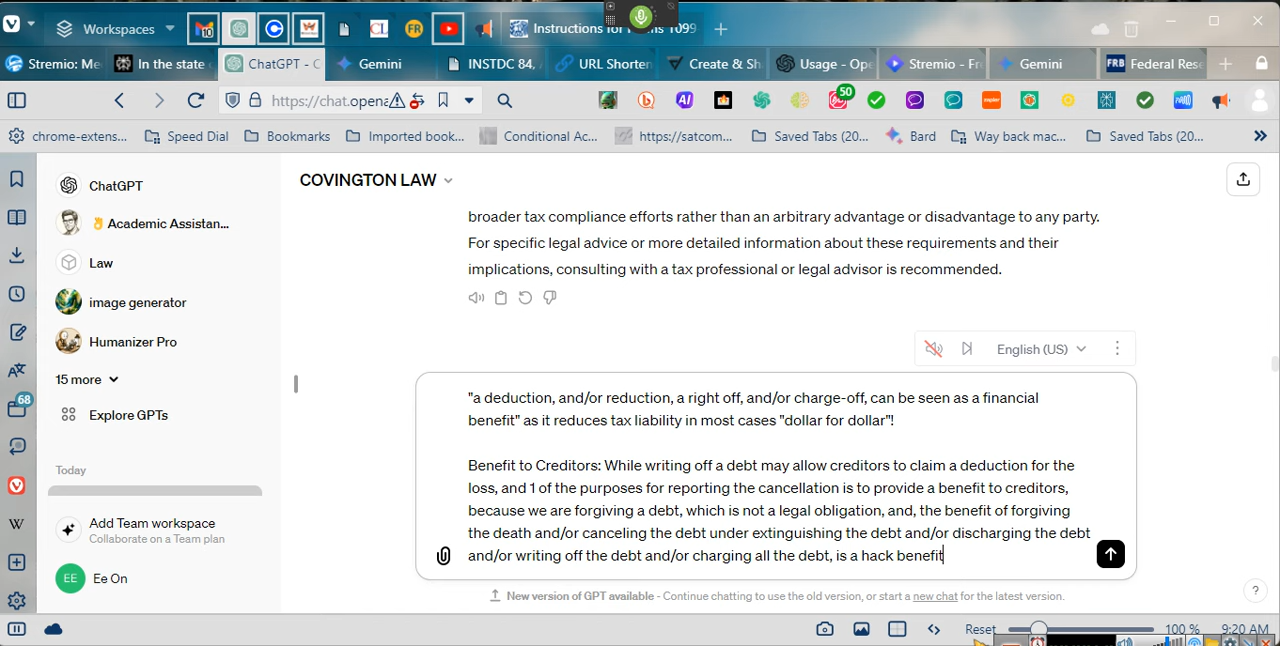 Workspaces
Instructions for Forms 1099
Stremio: Me
In the state
ChatGPT - C
Gemini
INSTDC 84,
URL Shorten
Create & Sh
Usage - Ope
Stremio - Fr
Gemini
FRB Federal Rese
https://chat.opena
50
chrome-extens...
Speed Dial
Bookmarks
Imported book...
Conditional Ac...
https://satcom...
Saved Tabs (20...
Bard
Way back mac...
Saved Tabs (20...
ChatGPT
Academic Assistan...
Law
image generator
Humanizer Pro
15 more
Explore GPTs
68
Today
Add Team workspace
Collaborate on a Team plan
EE Ee On
COVINGTON LAW
broader tax compliance efforts rather than an arbitrary advantage or disadvantage to any party.
For specific legal advice or more detailed information about these requirements and their
implications, consulting with a tax professional or legal advisor is recommended.
English (US)
"a deduction, and/or reduction, a right off, and/or charge-off, can be seen as a financial
benefit" as it reduces tax liability in most cases "dollar for dollar"!
Benefit to Creditors: While writing off a debt may allow creditors to claim a deduction for the
loss, and 1 of the purposes for reporting the cancellation is to provide a benefit to creditors,
because we are forgiving a debt, which is not a legal obligation, and, the benefit of forgiving
the death and/or canceling the debt under extinguishing the debt and/or discharging the debt
and/or writing off the debt and/or charging all the debt, is a hack benefit
New version of GPT available - Continue chatting to use the old version, or start a new chat for the latest version.
?
Reset
100 %
9:20 AM